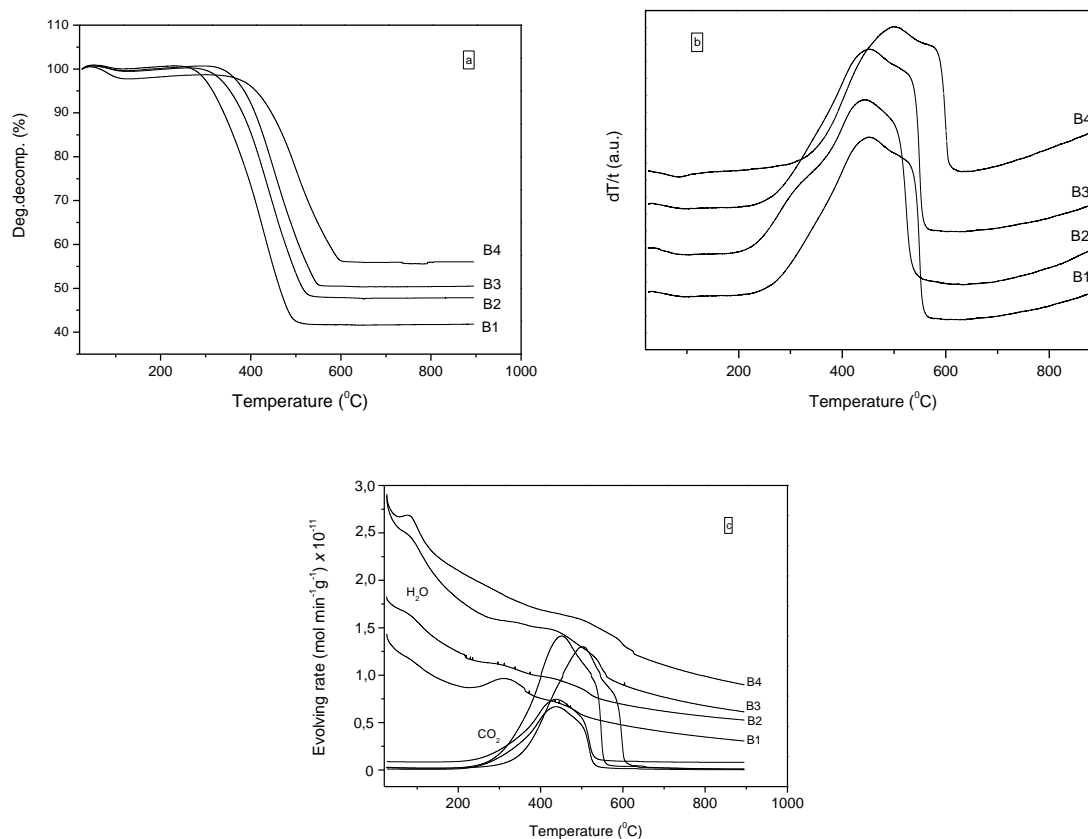 110
100
90
80
70
60
50
40
Deg.decomp. (%)
a
B4
B3
B2
B1
200 400 600 800 1000
Temperature (⁰C)
b
dT/t (a.u.)
B4
B3
B2
B1
200 400 600 800
Temperature (⁰C)
3,0
2,5
2,0
1,5
1,0
0,5
0
Evolving rate (mol min⁻¹g⁻¹) x 10⁻¹¹
c
H₂O
CO₂
B4
B3
B2
B1
200 400 600 800 1000
Temperature (⁰C)